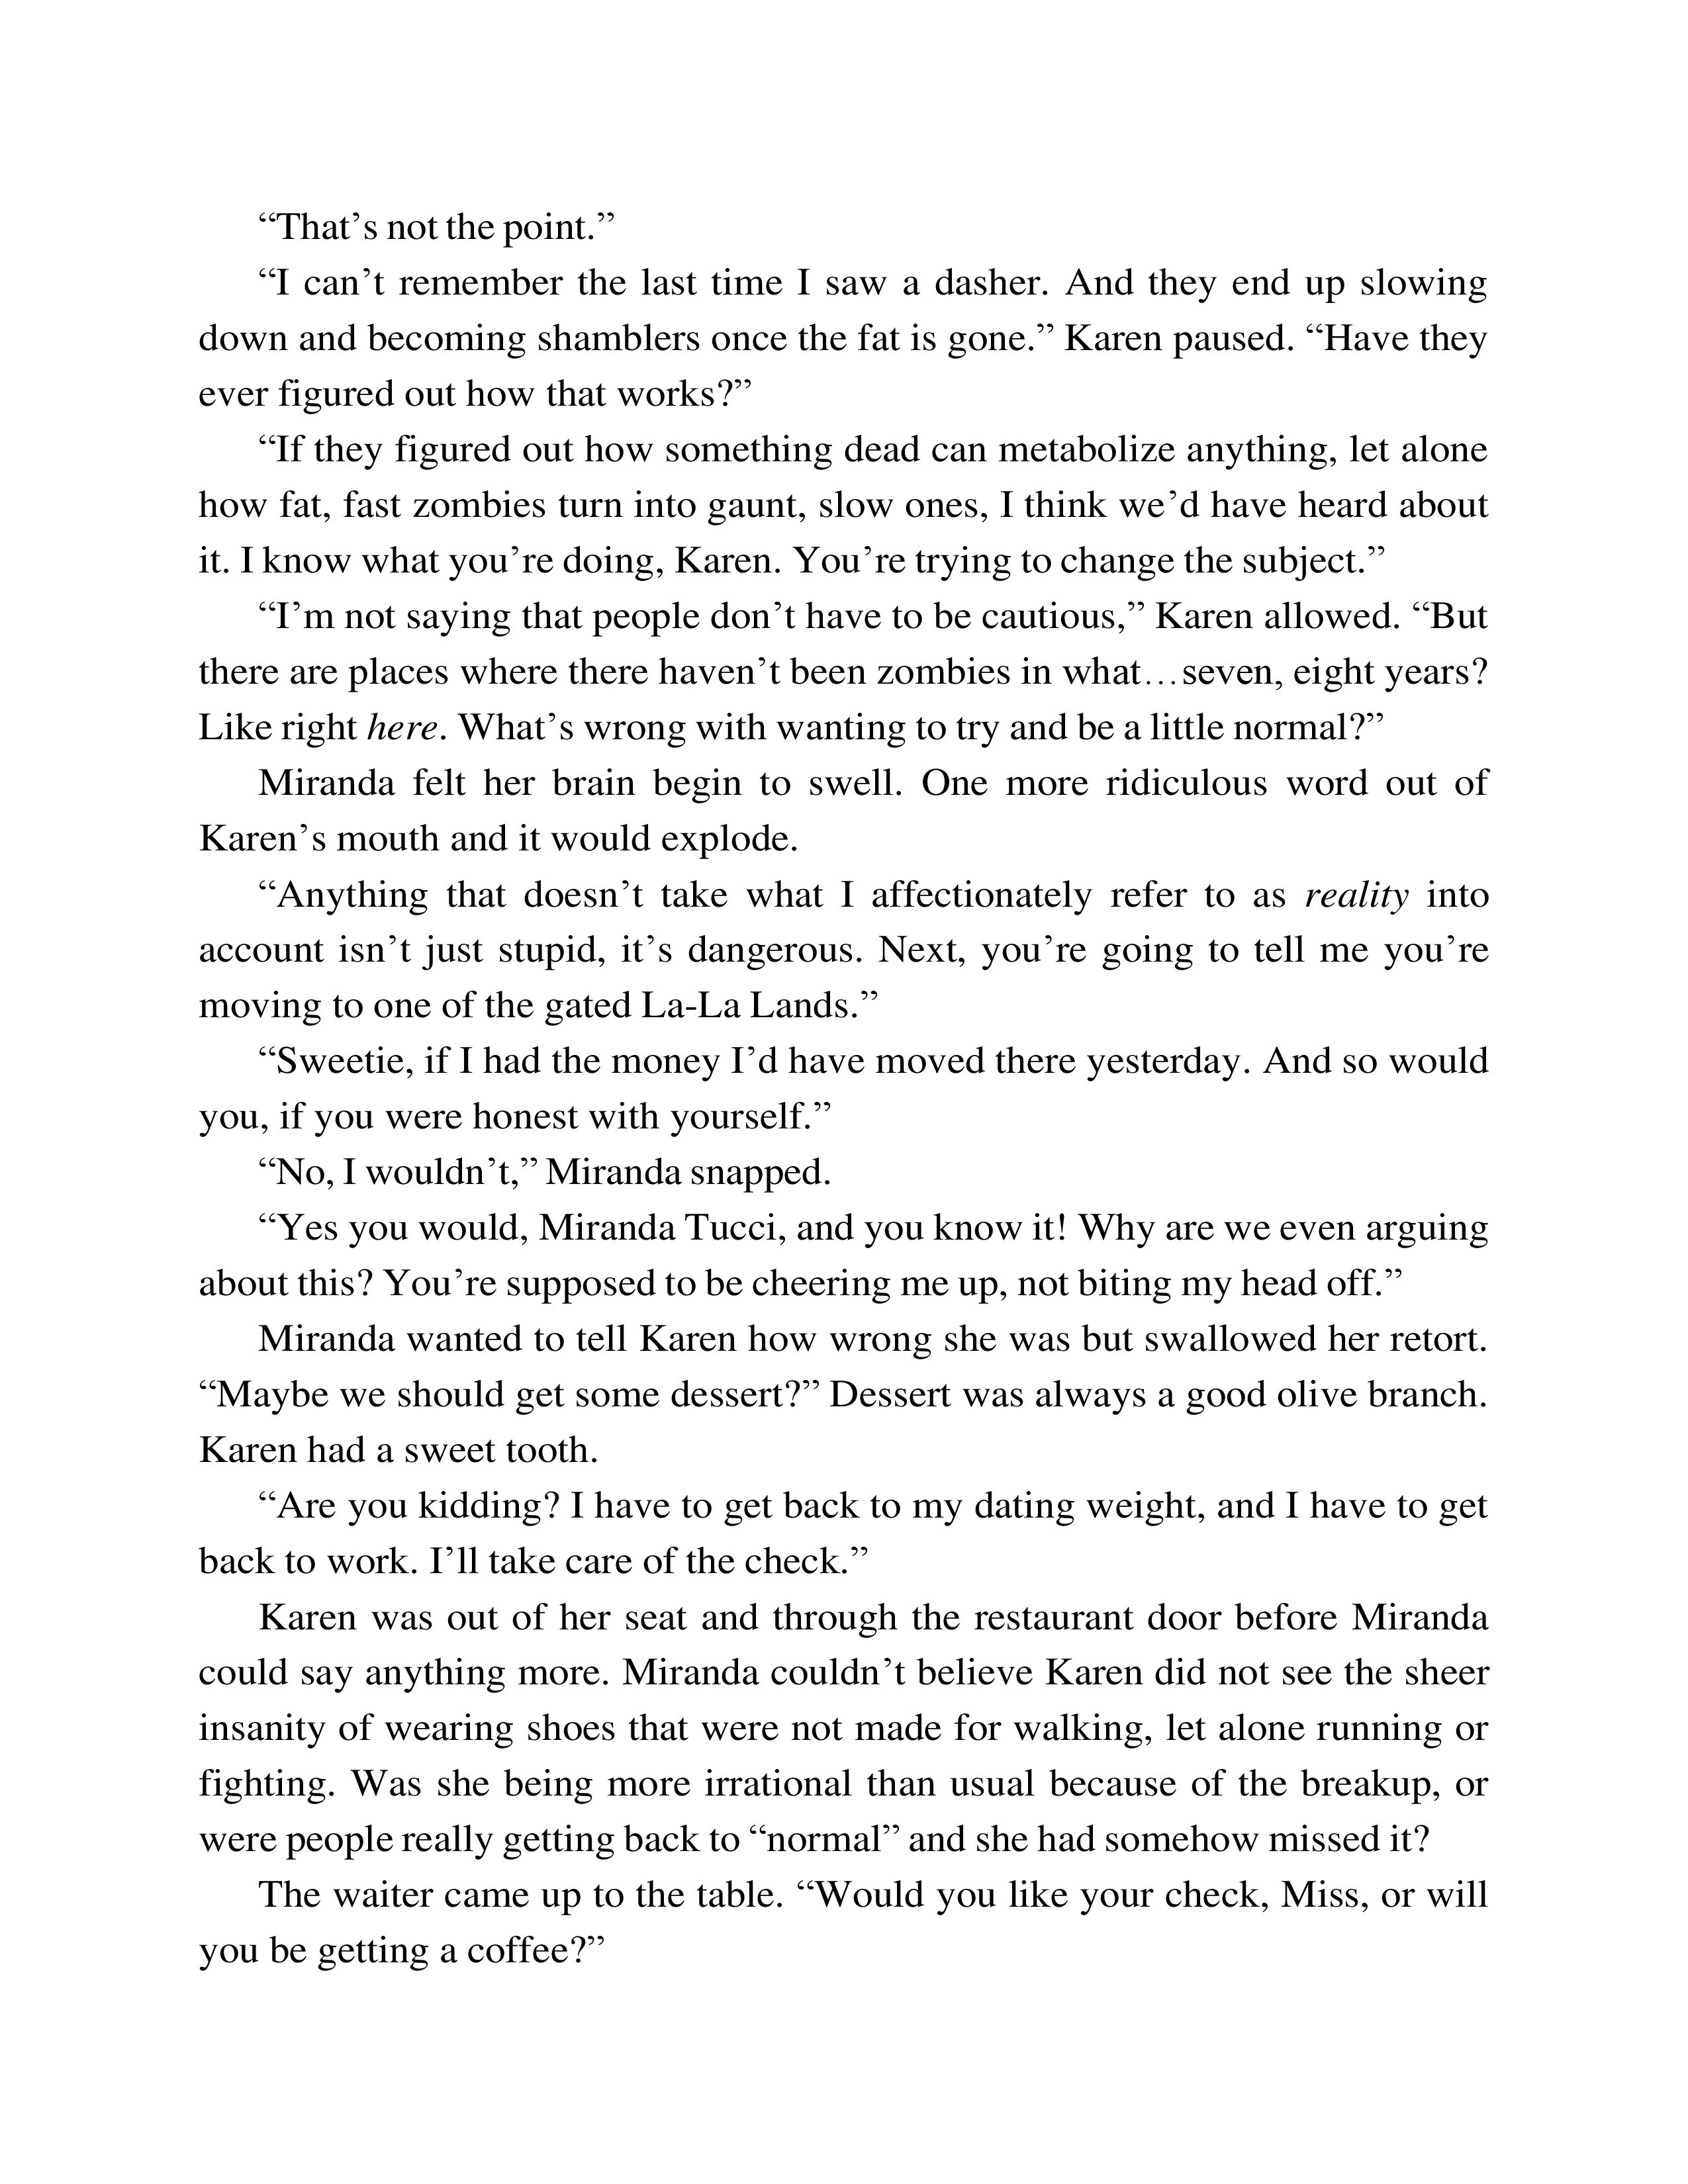 “That’s not the point.”
“I can’t remember the last time I saw a dasher. And they end up slowing
down and becoming shamblers once the fat is gone.” Karen paused. “Have they
ever figured out how that works?”
“If they figured out how something dead can metabolize anything, let alone
how fat, fast zombies turn into gaunt, slow ones, I think we’d have heard about
it. I know what you’re doing, Karen. You’re trying to change the subject.”
“I’m not saying that people don’t have to be cautious,” Karen allowed. “But
there are places where there haven’t been zombies in what…seven, eight years?
Like right here. What’s wrong with wanting to try and be a little normal?”
Miranda felt her brain begin to swell. One more ridiculous word out of
Karen’s mouth and it would explode.
“Anything that doesn’t take what I affectionately refer to as reality into
account isn’t just stupid, it’s dangerous. Next, you’re going to tell me you’re
moving to one of the gated La-La Lands.”
“Sweetie, if I had the money I’d have moved there yesterday. And so would
you, if you were honest with yourself.”
“No, I wouldn’t,” Miranda snapped.
“Yes you would, Miranda Tucci, and you know it! Why are we even arguing
about this? You’re supposed to be cheering me up, not biting my head off.”
Miranda wanted to tell Karen how wrong she was but swallowed her retort.
“Maybe we should get some dessert?” Dessert was always a good olive branch.
Karen had a sweet tooth.
“Are you kidding? I have to get back to my dating weight, and I have to get
back to work. I’ll take care of the check.”
Karen was out of her seat and through the restaurant door before Miranda
could say anything more. Miranda couldn’t believe Karen did not see the sheer
insanity of wearing shoes that were not made for walking, let alone running or
fighting. Was she being more irrational than usual because of the breakup, or
were people really getting back to “normal” and she had somehow missed it?
The waiter came up to the table. “Would you like your check, Miss, or will
you be getting a coffee?”